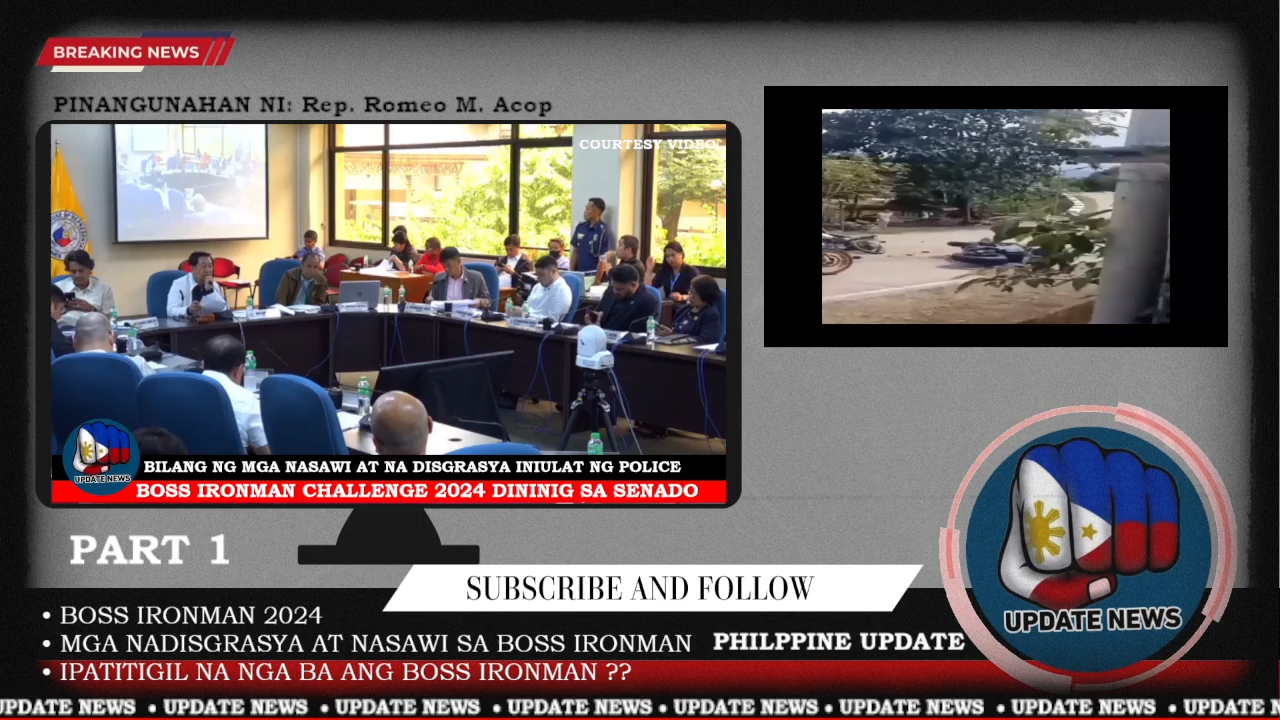 BREAKING NEWS
PINANGUNAHAN NI: Rep. Romeo M. Acop
COURTESY VIDEO
UPDATE NEWS
BILANG NG MGA NASAWI AT NA DISGRASYA INIULAT NG POLICE
BOSS IRONMAN CHALLENGE 2024 DININIG SA SENADO
PART 1
SUBSCRIBE AND FOLLOW
UPDATE NEWS
• BOSS IRONMAN 2024
• MGA NADISGRASYA AT NASAWI SA BOSS IRONMAN
PHILPPINE UPDATE
• IPATITIGIL NA NGA BA ANG BOSS IRONMAN ??
UPDATE NEWS • UPDATE NEWS • UPDATE NEWS • UPDATE NEWS • UPDATE NEWS • UPDATE NEWS • UPDATE NEWS • UPDATE N